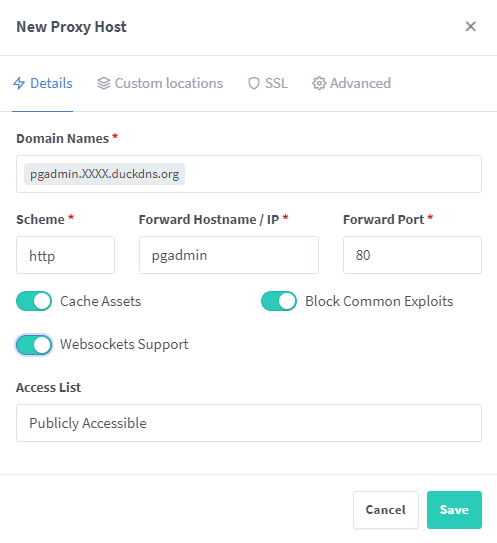 New Proxy Host ×
Details Custom locations SSL Advanced
Domain Names *
pgadmin.XXXX.duckdns.org
Scheme * Forward Hostname / IP * Forward Port *
http pgadmin 80
Cache Assets Block Common Exploits
Websockets Support
Access List
Publicly Accessible
Cancel Save